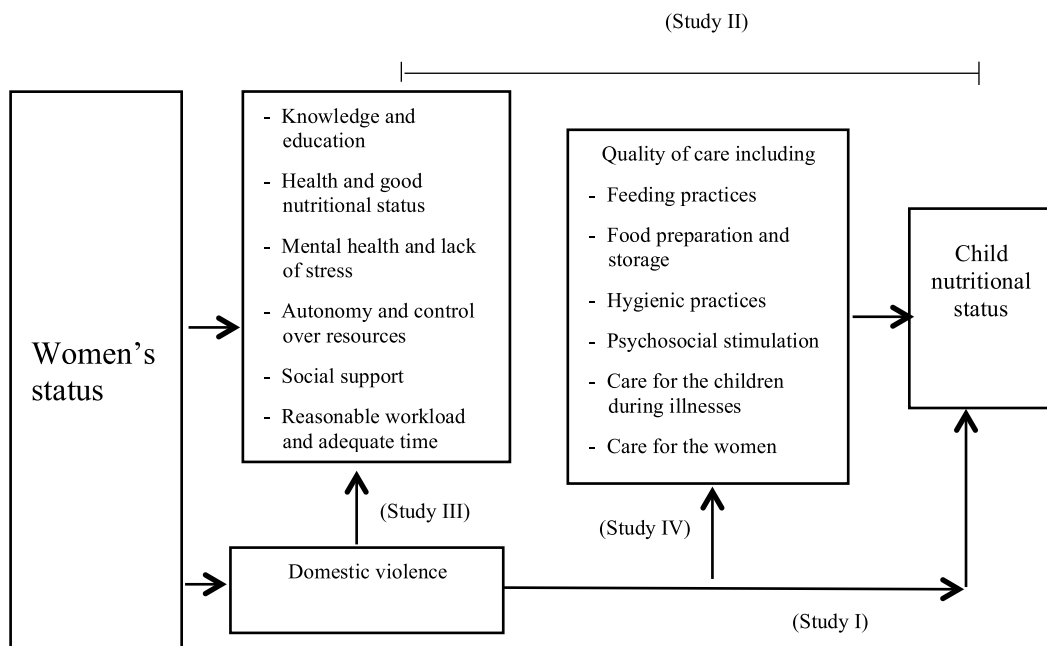 (Study II)
Women’s
status
- Knowledge and
education
- Health and good
nutritional status
- Mental health and lack
of stress
- Autonomy and control
over resources
- Social support
- Reasonable workload
and adequate time
Quality of care including
- Feeding practices
- Food preparation and
storage
- Hygienic practices
- Psychosocial stimulation
- Care for the children
during illnesses
- Care for the women
Child
nutritional
status
(Study III)
(Study IV)
Domestic violence
(Study I)